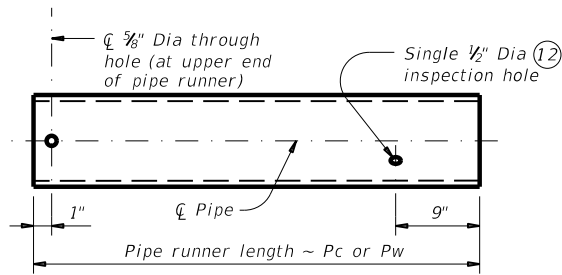 ℄ 5/8" Dia through
hole (at upper end
of pipe runner)
Single 1/2" Dia 12
inspection hole
℄ Pipe
1"
9"
Pipe runner length ~ Pc or Pw